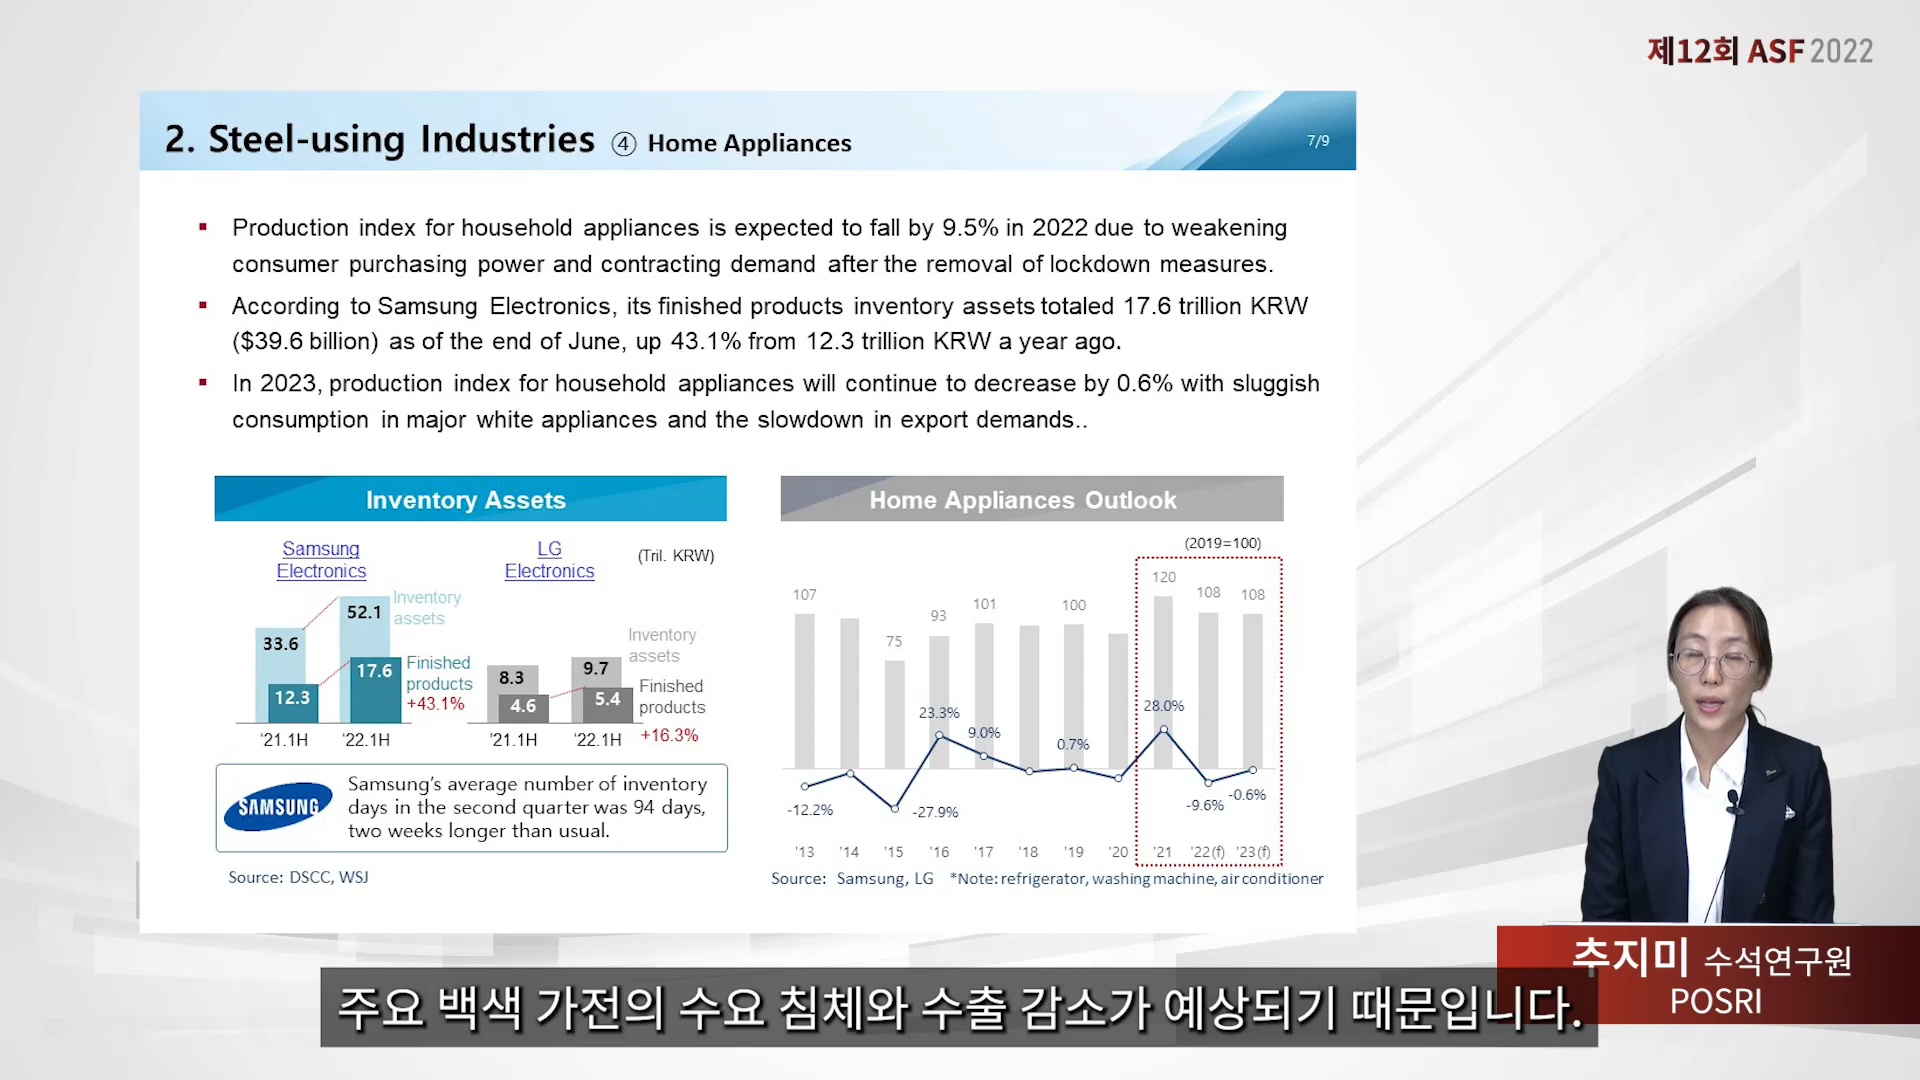 제12회 ASF 2022
2. Steel-using Industries ④ Home Appliances
7/9
▪ Production index for household appliances is expected to fall by 9.5% in 2022 due to weakening
consumer purchasing power and contracting demand after the removal of lockdown measures.
▪ According to Samsung Electronics, its finished products inventory assets totaled 17.6 trillion KRW
($39.6 billion) as of the end of June, up 43.1% from 12.3 trillion KRW a year ago.
▪ In 2023, production index for household appliances will continue to decrease by 0.6% with sluggish
consumption in major white appliances and the slowdown in export demands..
Inventory Assets
Samsung
Electronics
LG
Electronics
(Tril. KRW)
33.6
52.1
Inventory
assets
12.3
17.6
Finished
products
+43.1%
'21.1H
'22.1H
8.3
9.7
Inventory
assets
4.6
5.4
Finished
products
+16.3%
'21.1H
'22.1H
SAMSUNG
Samsung's average number of inventory
days in the second quarter was 94 days,
two weeks longer than usual.
Source: DSCC, WSJ
Home Appliances Outlook
(2019=100)
107
75
93
101
100
120
108
108
-12.2%
-27.9%
23.3%
9.0%
0.7%
28.0%
-9.6%
-0.6%
'13 '14 '15 '16 '17 '18 '19 '20 '21 '22(f) '23(f)
Source: Samsung, LG *Note: refrigerator, washing machine, air conditioner
추지미 수석연구원
POSRI
주요 백색 가전의 수요 침체와 수출 감소가 예상되기 때문입니다.